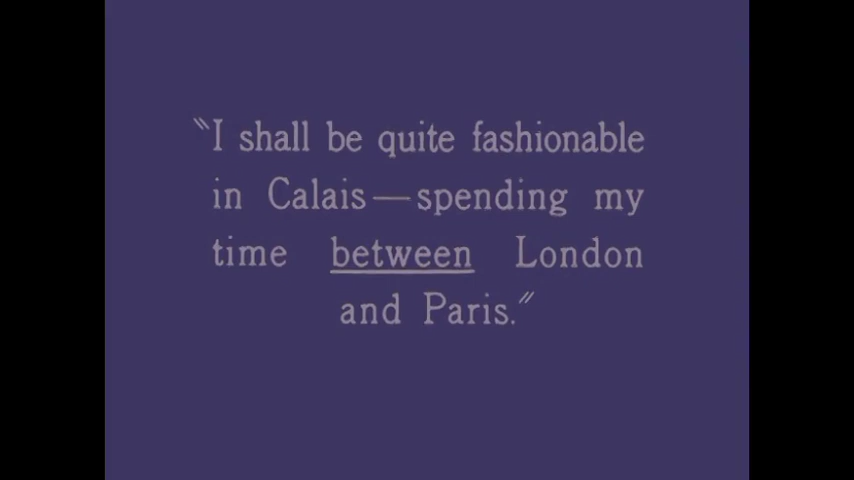 "I shall be quite fashionable
in Calais—spending my
time between London
and Paris."